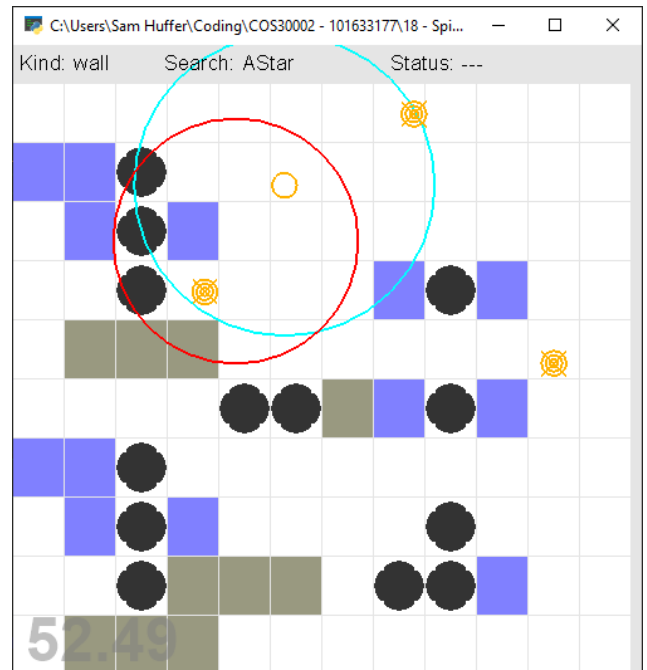 C:\Users\Sam Huffer\Coding\COS30002 - 101633177\18 - Spi...
Kind: wall Search: AStar Status: ---
52.49